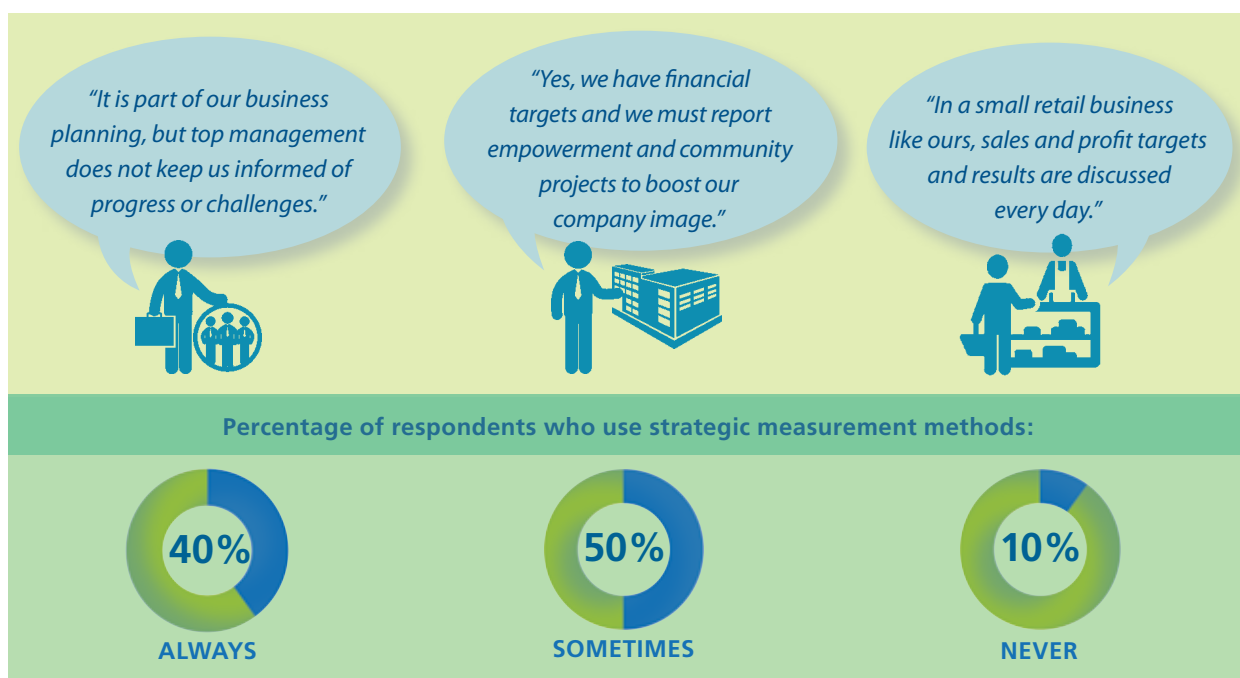 “It is part of our business
planning, but top management
does not keep us informed of
progress or challenges.”
“Yes, we have financial
targets and we must report
empowerment and community
projects to boost our
company image.”
“In a small retail business
like ours, sales and profit targets
and results are discussed
every day.”
Percentage of respondents who use strategic measurement methods:
40%
ALWAYS
50%
SOMETIMES
10%
NEVER